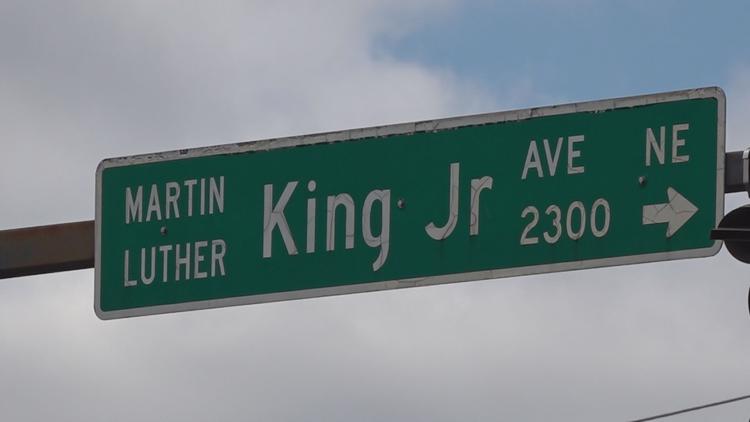 MARTIN LUTHER King Jr AVE NE
2300